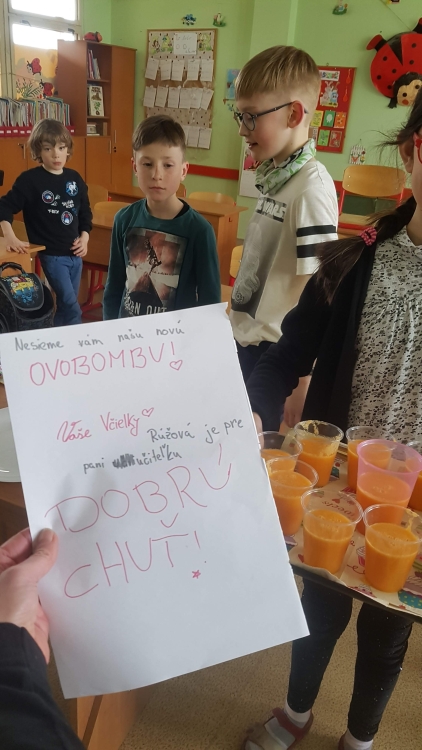 Nesieme vám našu novú
OVOBOMBU!
Vaše Včielky
Ružová je pre
pani učiteľku
DOBRÚ
CHUŤ!